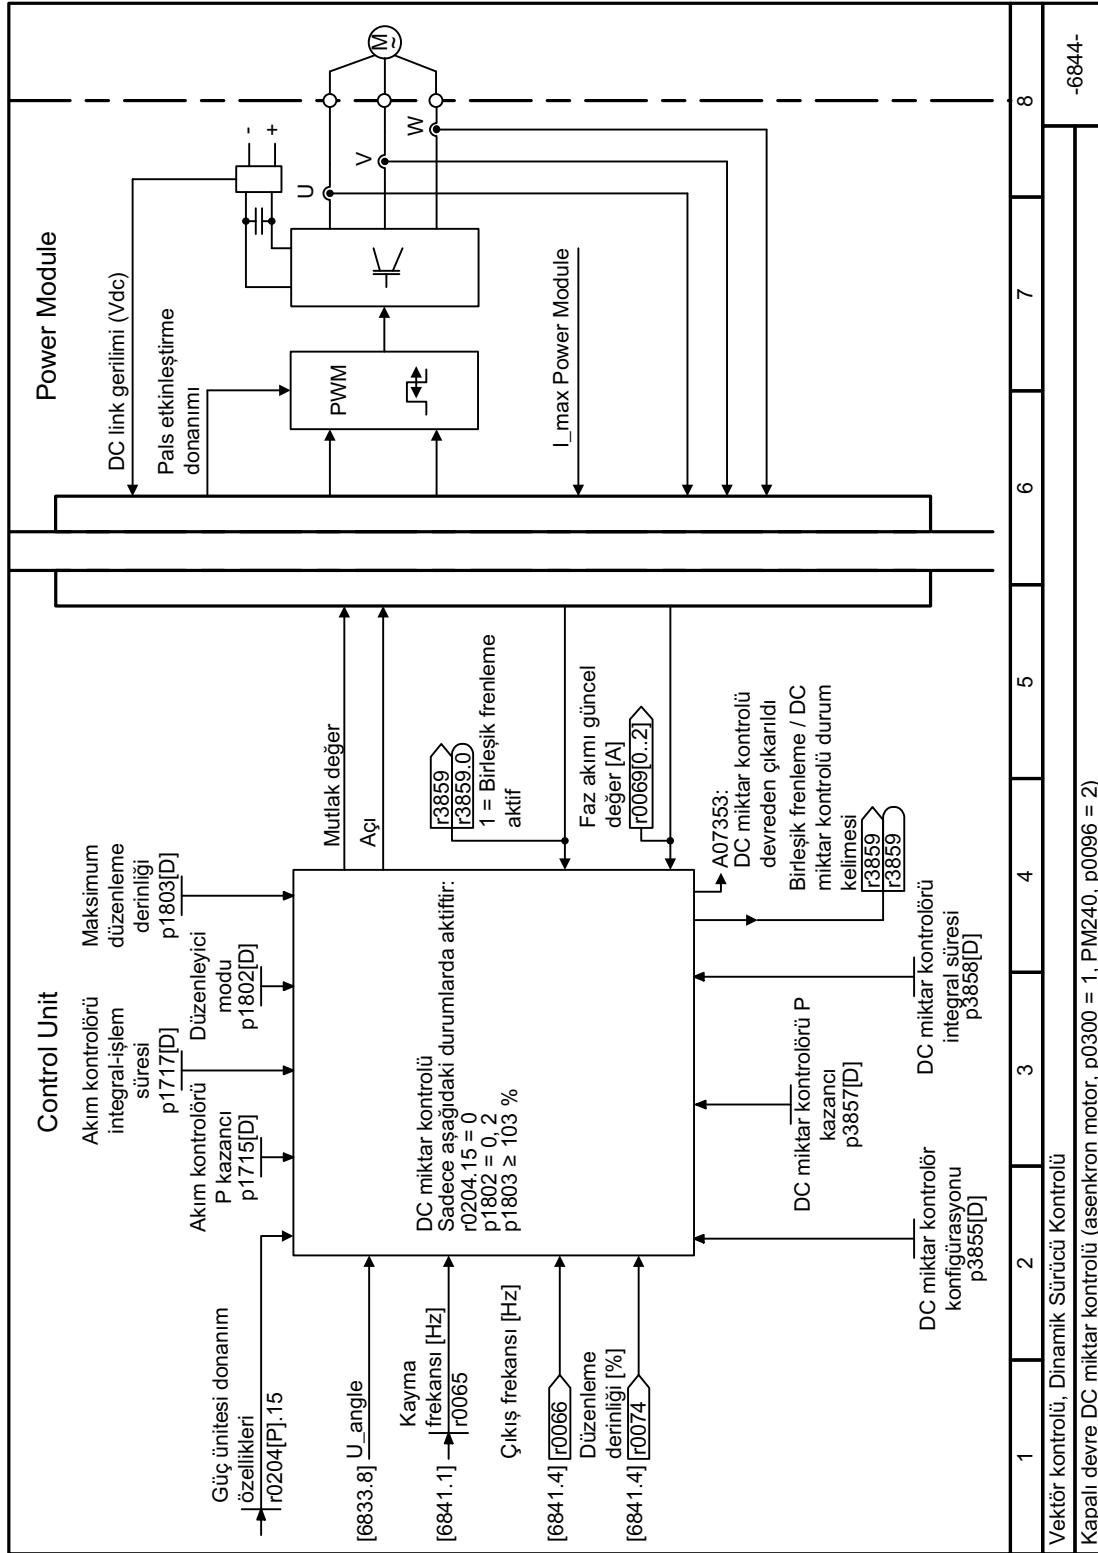 Control Unit
Power Module
Güç ünitesi donanım
özellikleri
r0204[P].15
[6833.8]
U_angle
Kayma
frekansı [Hz]
[6841.1]
r0065
Çıkış frekansı [Hz]
[6841.4]
r0066
Düzenleme
derinliği [%]
[6841.4]
r0074
Akım kontrolörü
P kazancı
p1715[D]
Akım kontrolörü
integral-işlem
süresi
p1717[D]
Düzenleyici
modu
p1802[D]
Maksimum
düzenleme
derinliği
p1803[D]
DC miktar kontrolü
Sadece aşağıdaki durumlarda aktiftir:
r0204.15 = 0
p1802 = 0, 2
p1803 ≥ 103 %
DC miktar kontrolör
konfigürasyonu
p3855[D]
DC miktar kontrolörü P
kazancı
p3857[D]
DC miktar kontrolörü
integral süresi
p3858[D]
Mutlak değer
Açı
r3859
r3859.0
1 = Birleşik frenleme
aktif
Faz akımı güncel
değer [A]
r0069[0..2]
A07353:
DC miktar kontrolü
devreden çıkarıldı
Birleşik frenleme / DC
miktar kontrolü durum
kelimesi
r3859
r3859
DC link gerilimi (Vdc)
Pals etkinleştirme
donanımı
PWM
I_max Power Module
-
+
U
V
W
M
~
1 2 3 4 5 6 7 8
Vektör kontrolü, Dinamik Sürücü Kontrolü
Kapalı devre DC miktar kontrolü (asenkron motor, p0300 = 1, PM240, p0096 = 2)
-6844-